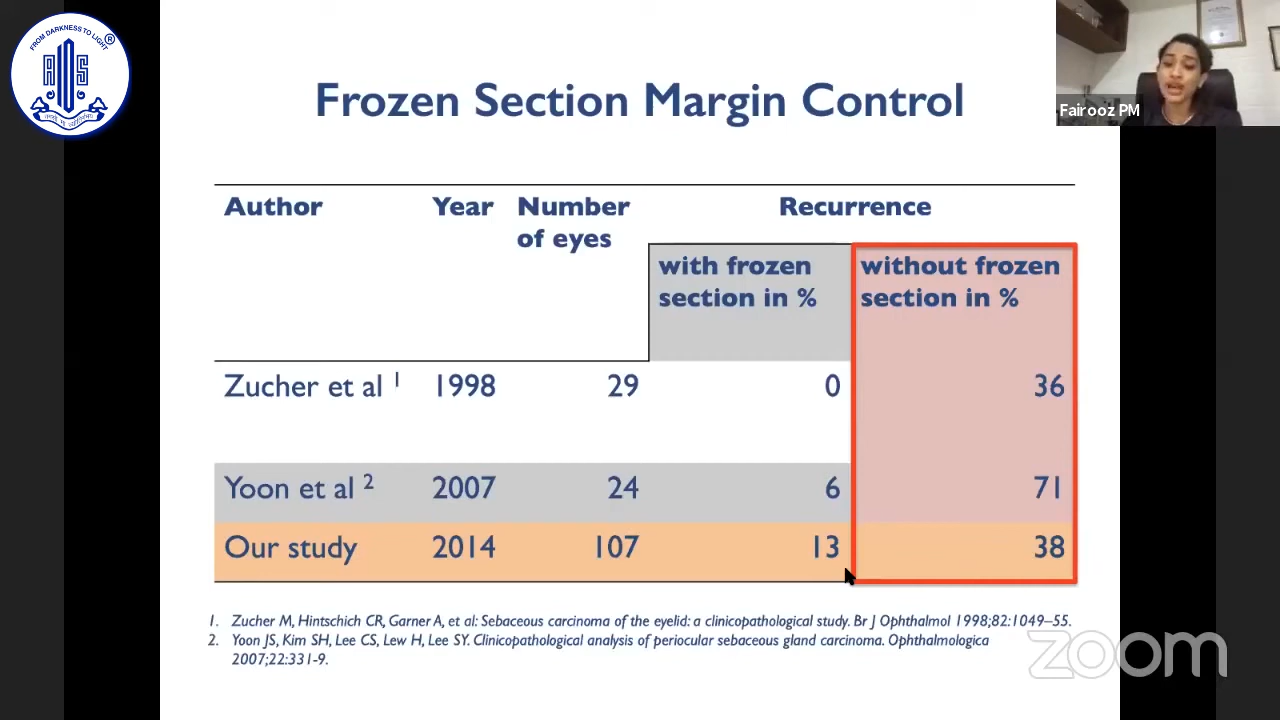 FROM DARKNESS TO LIGHT
®
Fairooz PM
Frozen Section Margin Control
Author Year Number of eyes Recurrence
with frozen section in % without frozen section in %
Zucher et al 1 1998 29 0 36
Yoon et al 2 2007 24 6 71
Our study 2014 107 13 38
1. Zucher M, Hintschich CR, Garner A, et al: Sebaceous carcinoma of the eyelid: a clinicopathological study. Br J Ophthalmol 1998;82:1049–55.
2. Yoon JS, Kim SH, Lee CS, Lew H, Lee SY. Clinicopathological analysis of periocular sebaceous gland carcinoma. Ophthalmologica
2007;22:331-9.
zoom